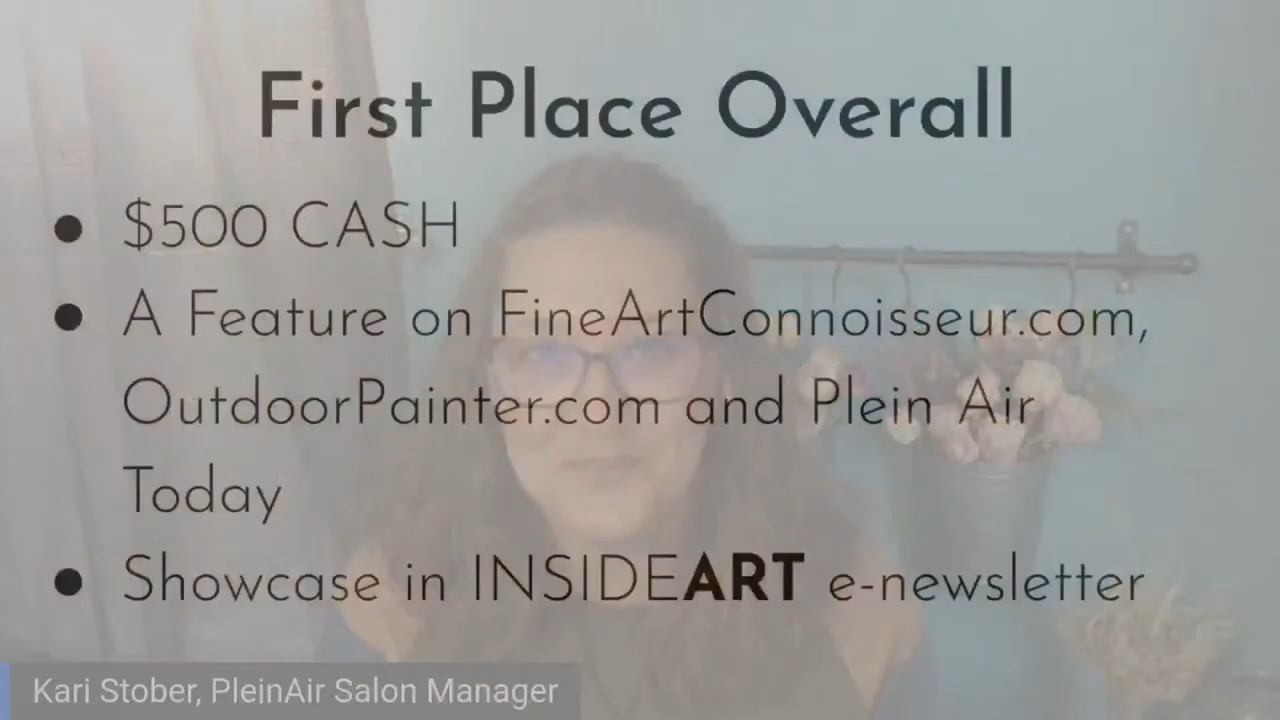 First Place Overall
● $500 CASH
● A Feature on FineArtConnoisseur.com,
OutdoorPainter.com and Plein Air
Today
● Showcase in INSIDEART e-newsletter
Kari Stober, PleinAir Salon Manager